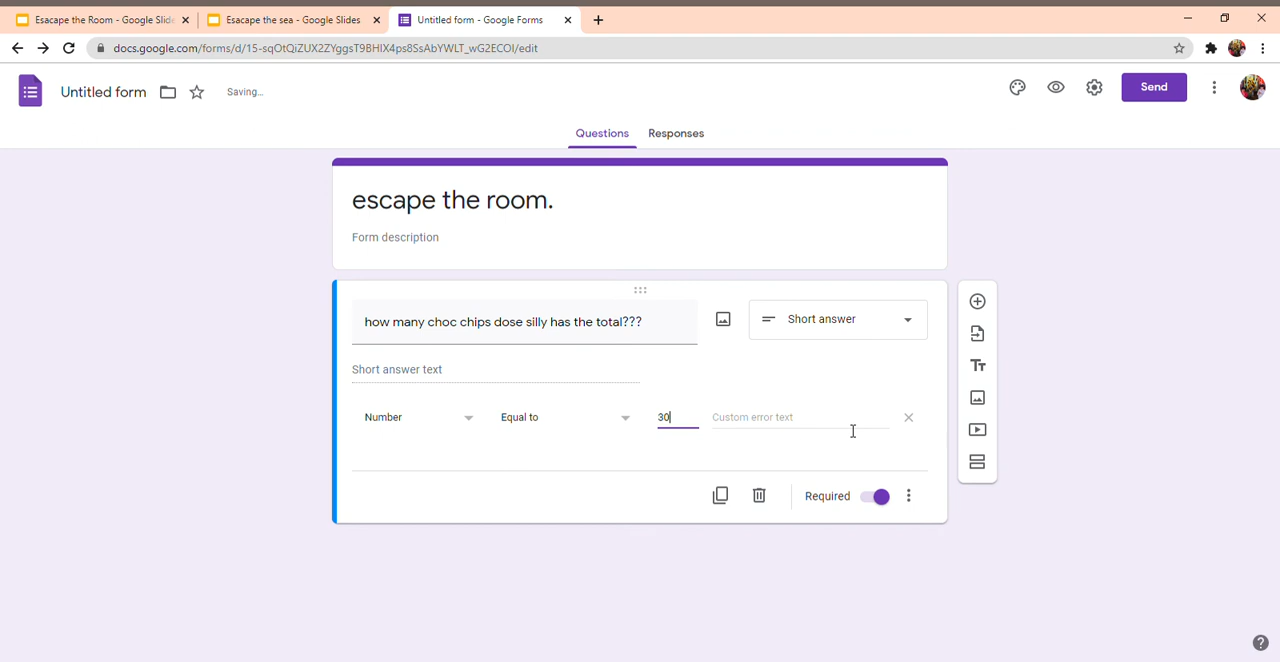 Esacape the Room - Google Slide
Esacape the sea - Google Slides
Untitled form - Google Forms
docs.google.com/forms/d/15-sqOtQiZUX2ZYggsT9BHIX4ps8SsAbYWLT_wG2ECOI/edit
Untitled form
Saving...
Send
Questions
Responses
escape the room.
Form description
how many choc chips dose silly has the total???
Short answer
Short answer text
Number
Equal to
30
Custom error text
Required